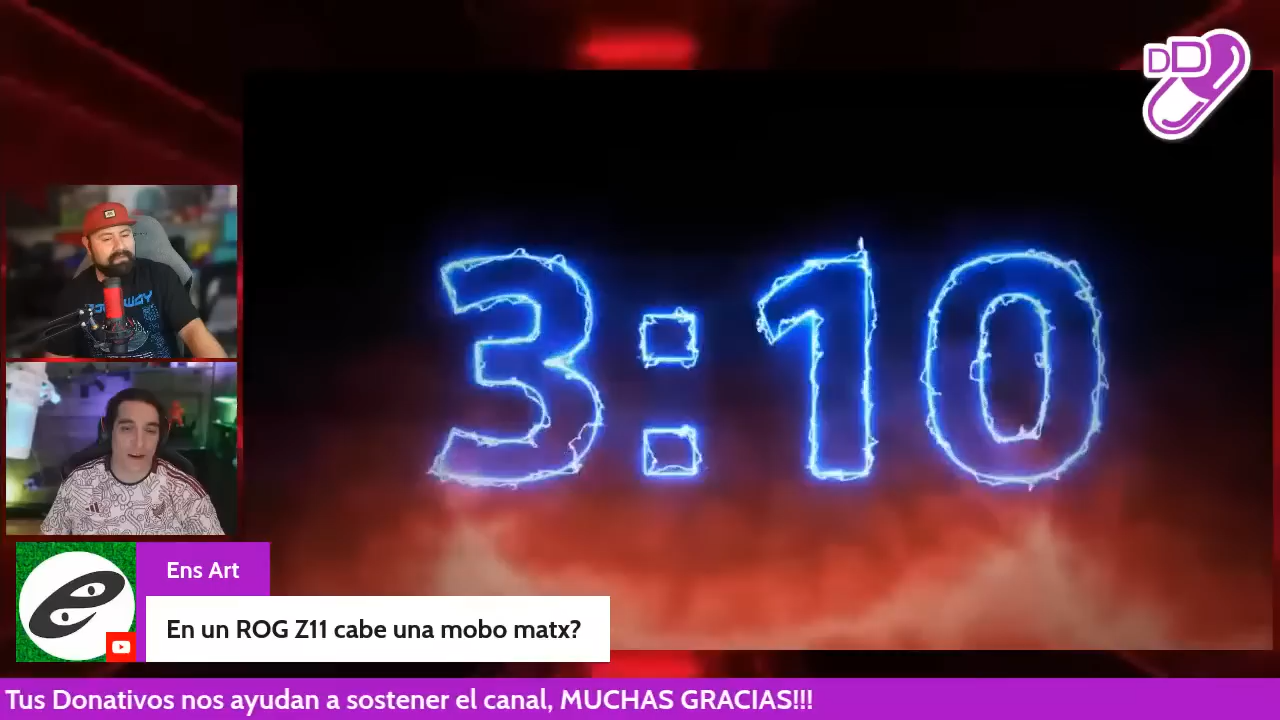 DD
3:10
Ens Art
En un ROG Z11 cabe una mobo matx?
Tus Donativos nos ayudan a sostener el canal, MUCHAS GRACIAS!!!